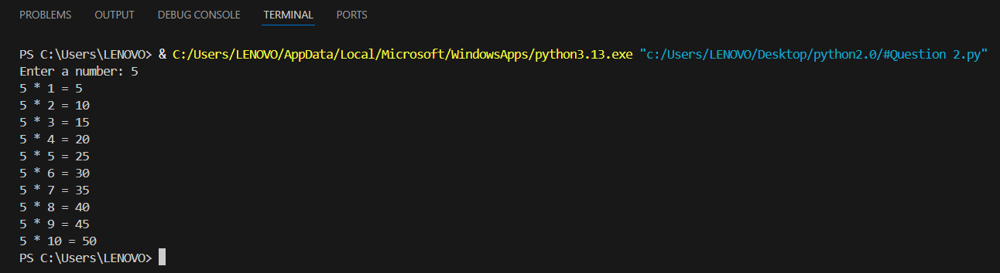 PROBLEMS OUTPUT DEBUG CONSOLE TERMINAL PORTS
PS C:\Users\LENOVO> & C:/Users/LENOVO/AppData/Local/Microsoft/WindowsApps/python3.13.exe "c:/Users/LENOVO/Desktop/python2.0/#Question 2.py"
Enter a number: 5
5 * 1 = 5
5 * 2 = 10
5 * 3 = 15
5 * 4 = 20
5 * 5 = 25
5 * 6 = 30
5 * 7 = 35
5 * 8 = 40
5 * 9 = 45
5 * 10 = 50
PS C:\Users\LENOVO>